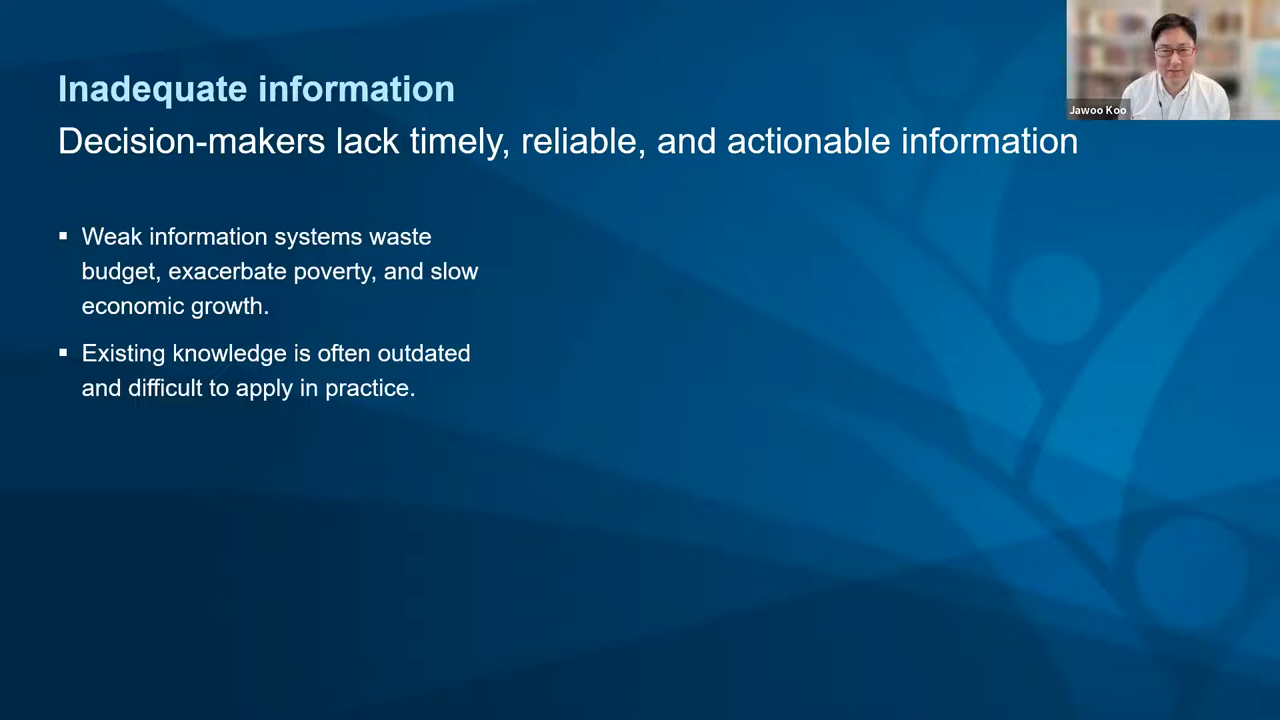 Inadequate information
Decision-makers lack timely, reliable, and actionable information
Jawoo Koo
▪ Weak information systems waste
budget, exacerbate poverty, and slow
economic growth.
▪ Existing knowledge is often outdated
and difficult to apply in practice.